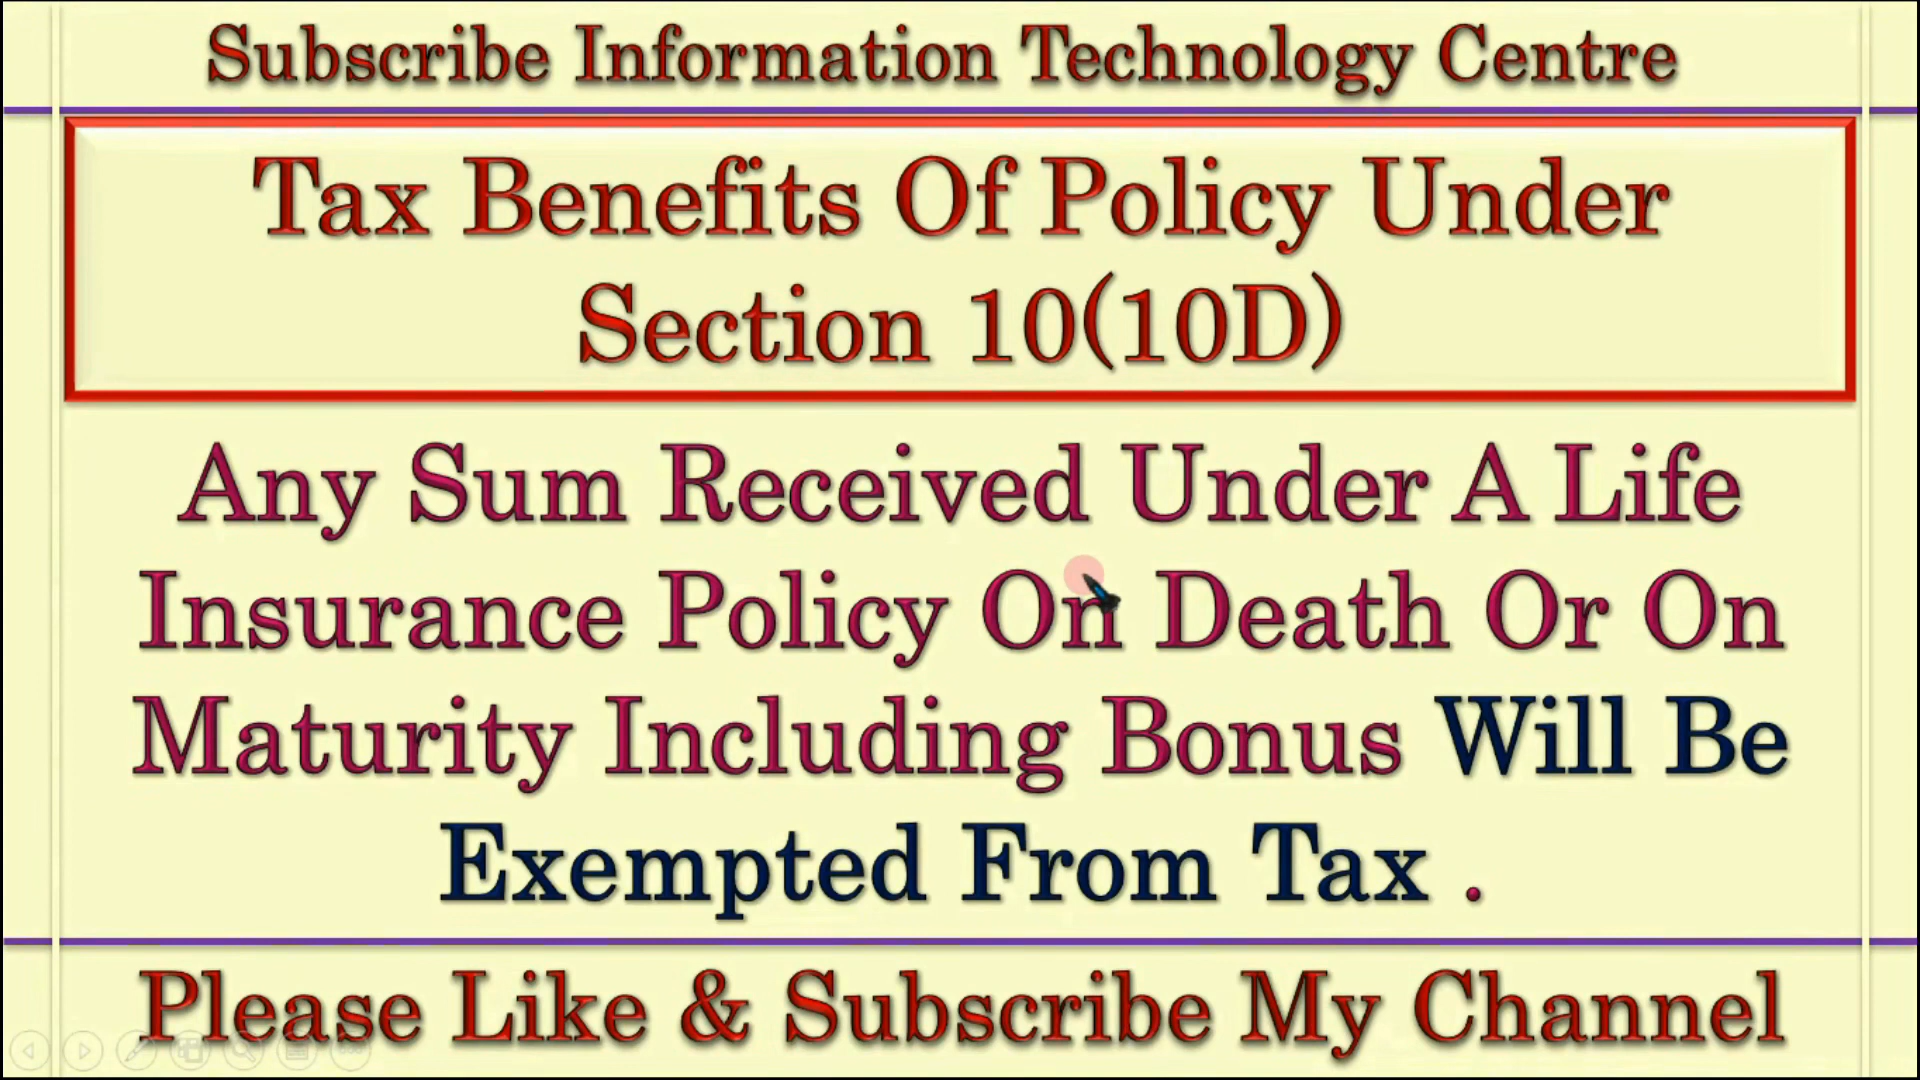 Subscribe Information Technology Centre
Tax Benefits Of Policy Under
Section 10(10D)
Any Sum Received Under A Life
Insurance Policy On Death Or On
Maturity Including Bonus Will Be
Exempted From Tax .
Please Like & Subscribe My Channel